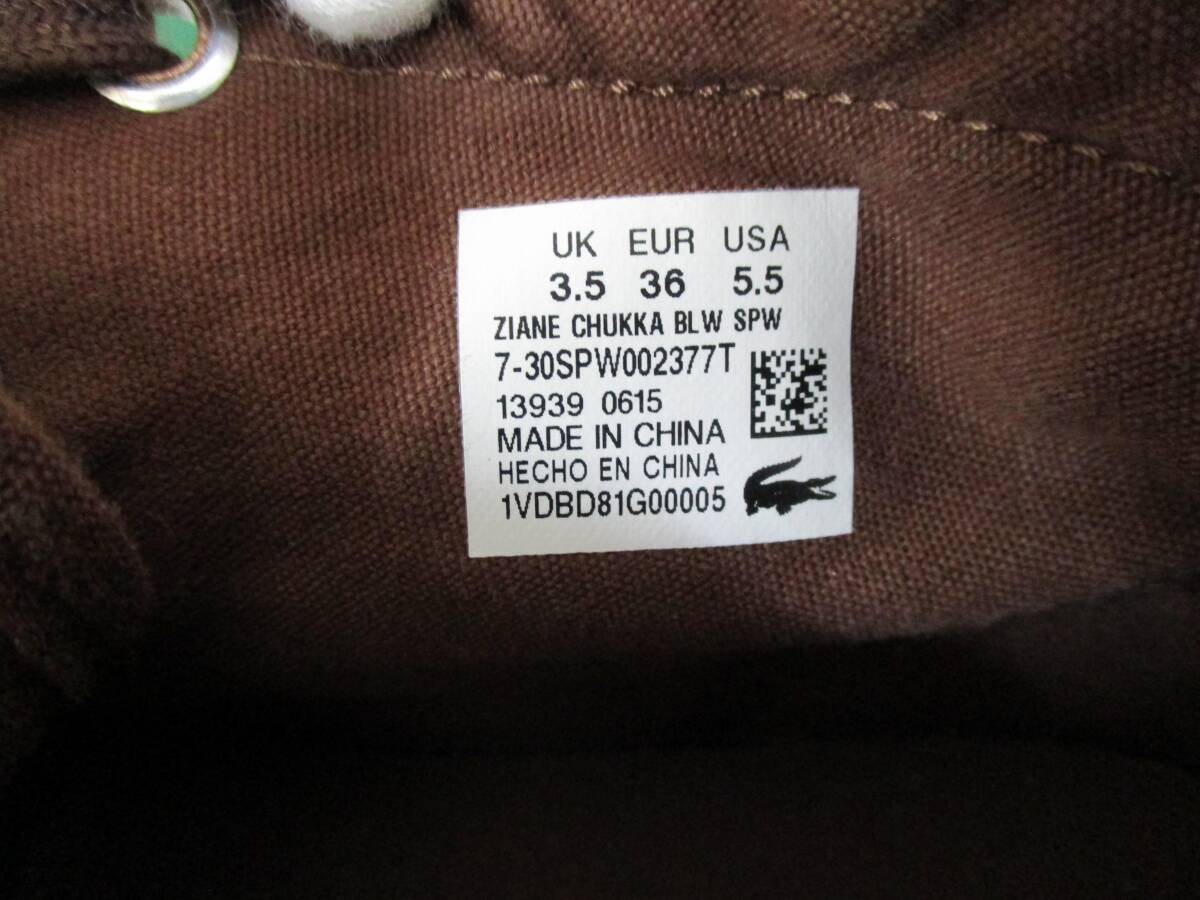 UK EUR USA
3.5 36 5.5
ZIANE CHUKKA BLW SPW
7-30SPW002377T
13939 0615
MADE IN CHINA
HECHO EN CHINA
1VDBD81G00005